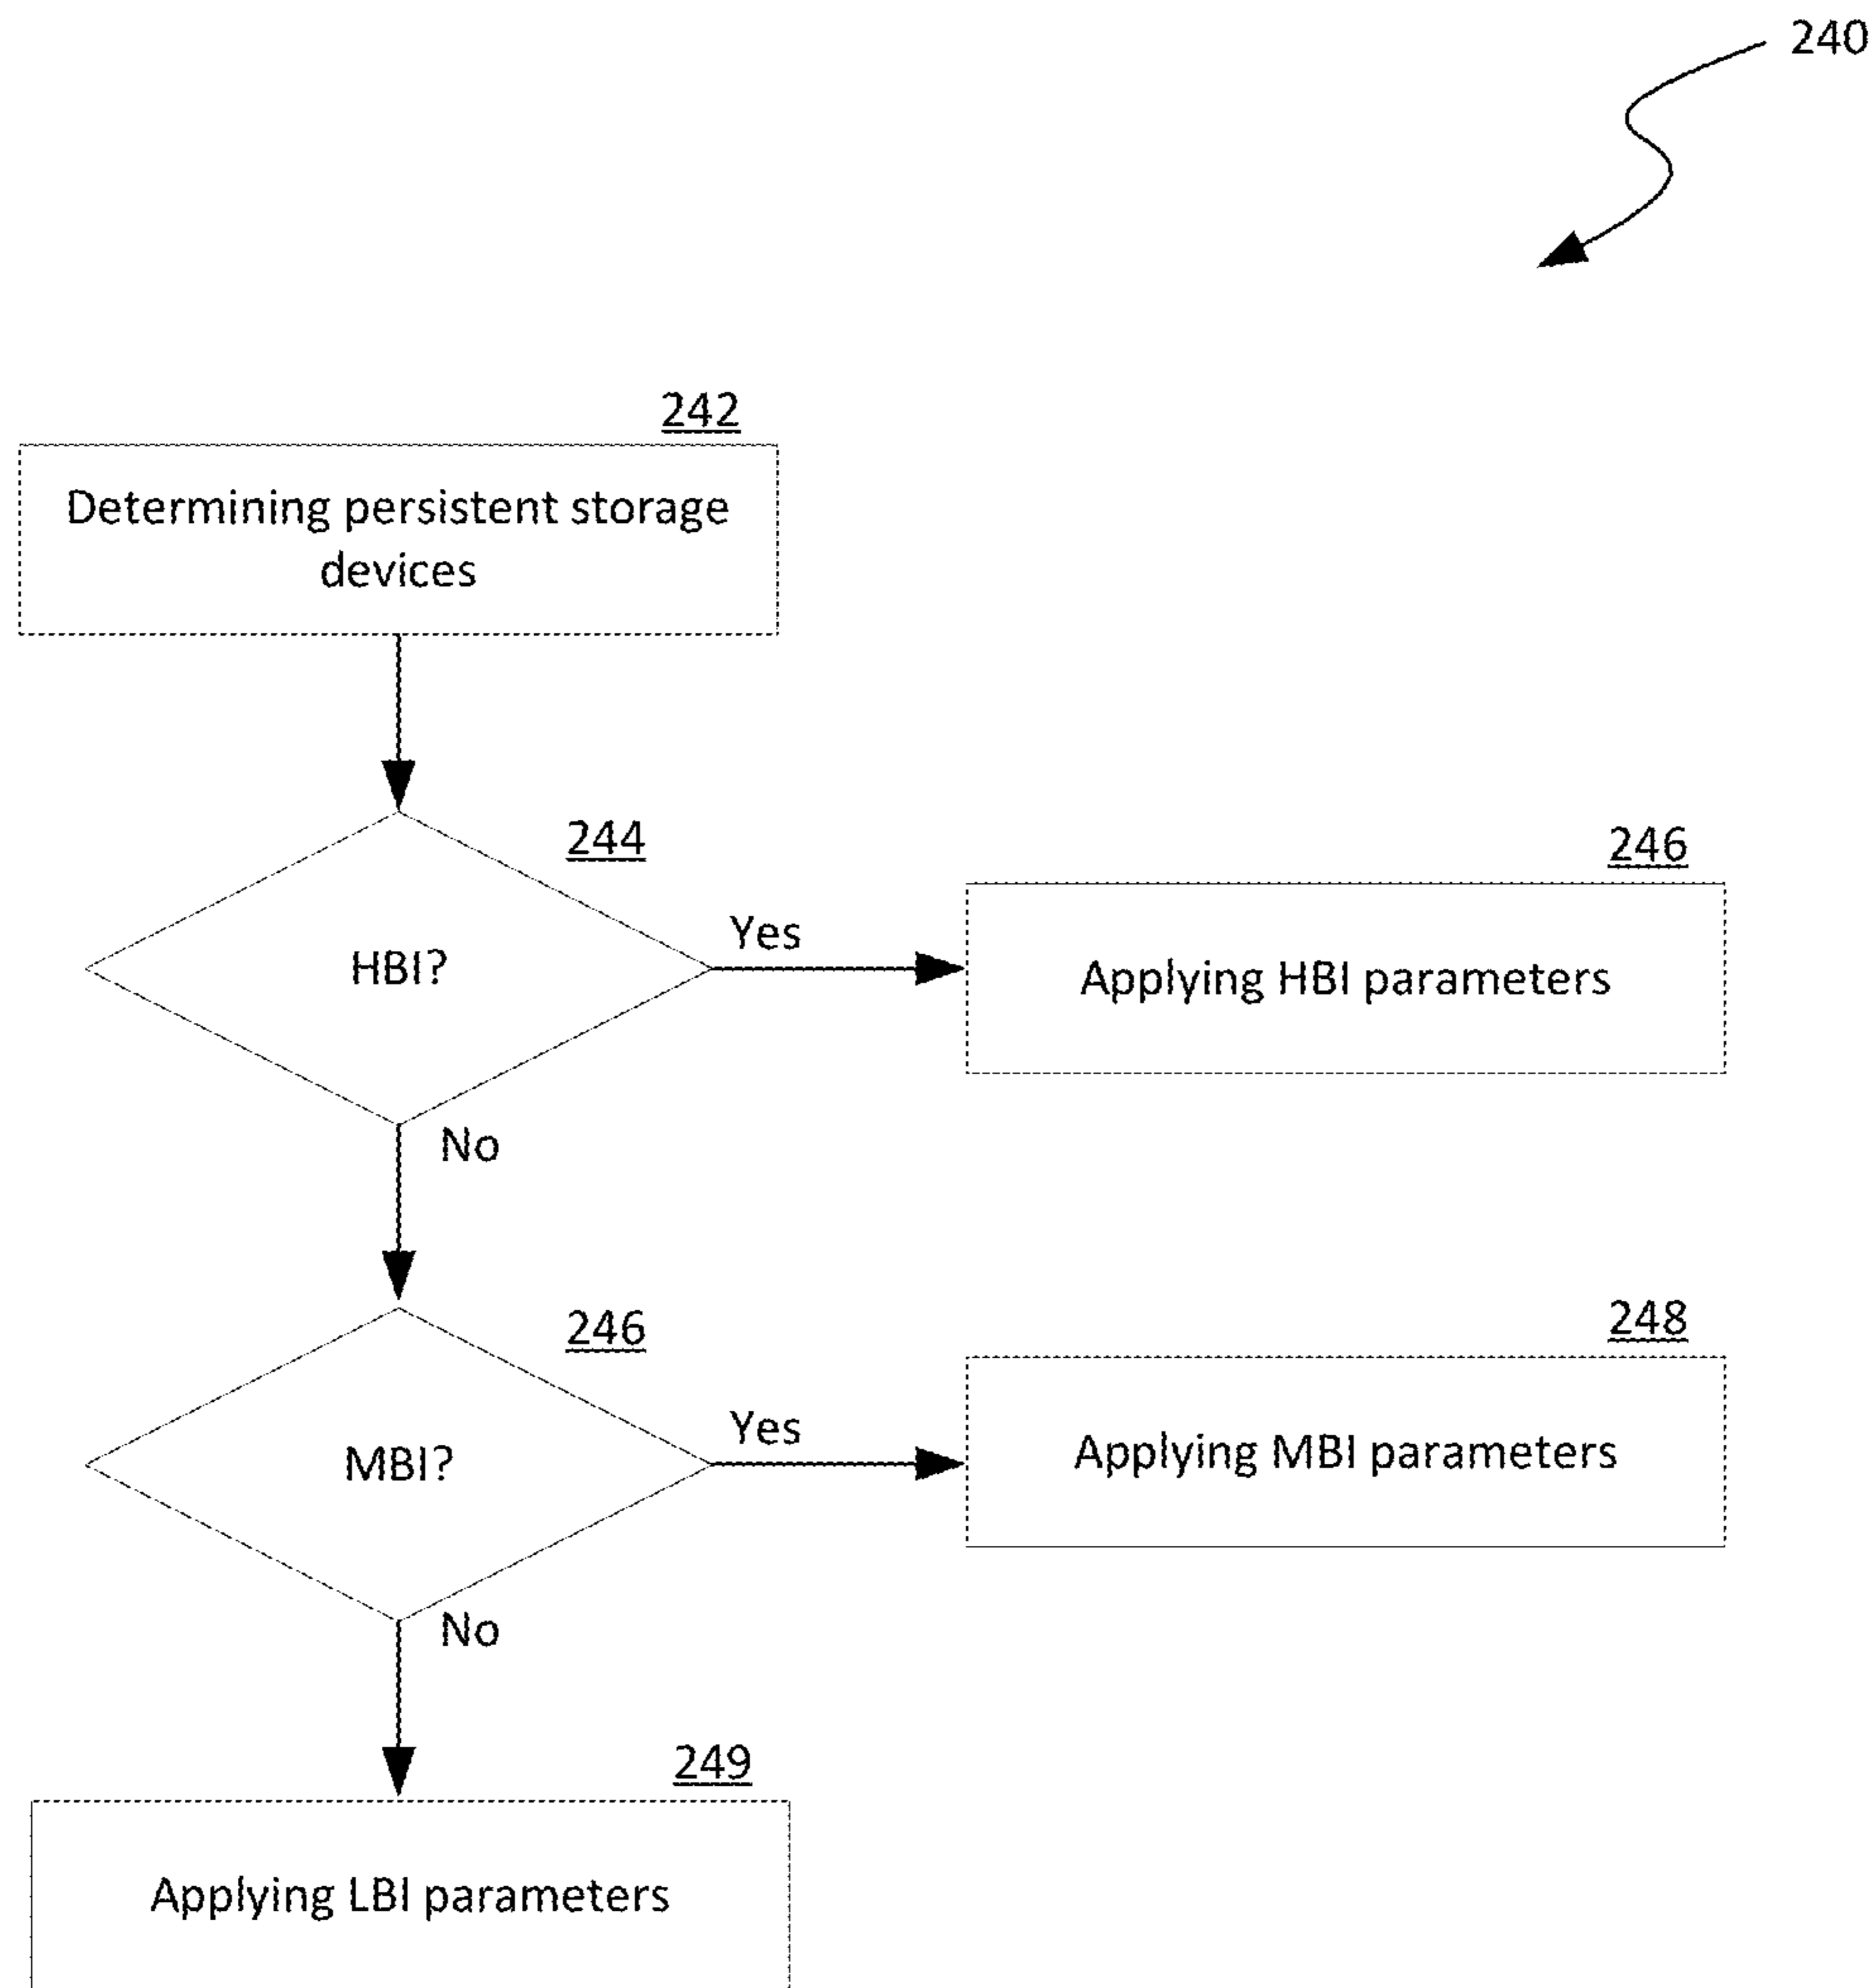 240
242
Determining persistent storage
devices
244
HBI?
Yes
246
Applying HBI parameters
No
246
MBI?
Yes
248
Applying MBI parameters
No
249
Applying LBI parameters